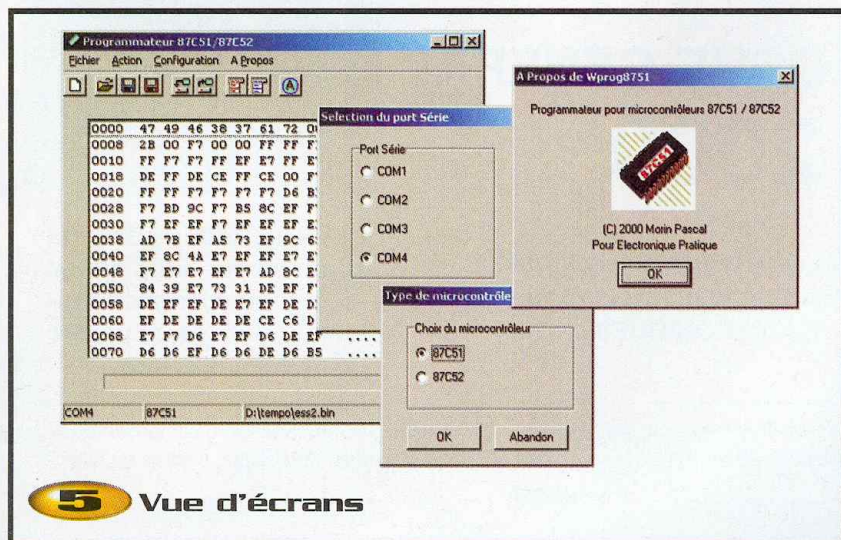 Programmateur 87C51/87C52
Fichier Action Configuration A Propos
0000 47 49 46 38 37 61 72
0008 2B 00 F7 00 00 FF FF
0010 FF F7 F7 FF EF E7 FF
0018 DE FF DE CE FF CE 00
0020 FF FF F7 F7 F7 F7 D6
0028 F7 BD 9C F7 B5 8C EF
0030 F7 EF EF F7 EF EF EF
0038 AD 7B EF A5 73 EF 9C
0040 EF 8C 4A E7 EF EF E7
0048 F7 E7 E7 EF E7 AD 8C
0050 84 39 E7 73 31 DE EF
0058 DE EF EF DE E7 EF DE
0060 EF DE DE DE DE CE C6
0068 E7 F7 D6 E7 EF D6 DE EF
0070 D6 D6 EF D6 D6 DE D6 B5
COM4 87C51 D:\tempo\ess2.bin
Selection du port Série
Port Série
COM1
COM2
COM3
COM4
Type de microcontrôle
Choix du microcontrôleur
87C51
87C52
OK Abandon
A Propos de Wprog8751
Programmateur pour microcontrôleurs 87C51 / 87C52
87C51
(C) 2000 Morin Pascal
Pour Electronique Pratique
OK
5 Vue d'écrans